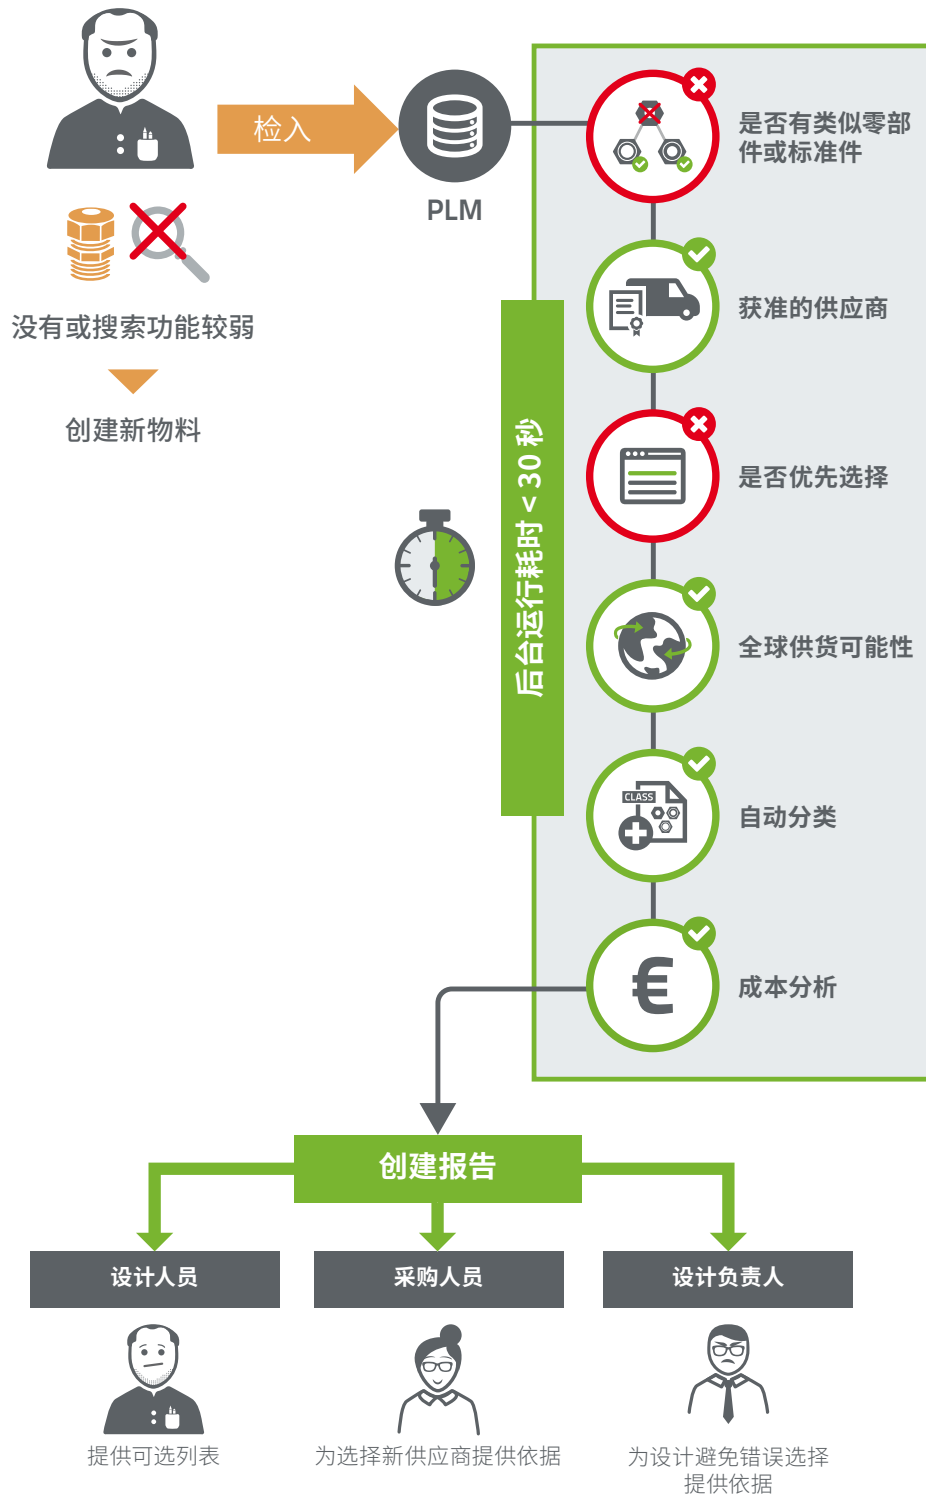 检入
PLM
没有或搜索功能较弱
创建新物料
是否有类似零部
件或标准件
获准的供应商
是否优先选择
后台运行耗时 < 30 秒
全球供货可能性
CLASS
自动分类
€
成本分析
创建报告
设计人员
采购人员
设计负责人
提供可选列表
为选择新供应商提供依据
为设计避免错误选择
提供依据